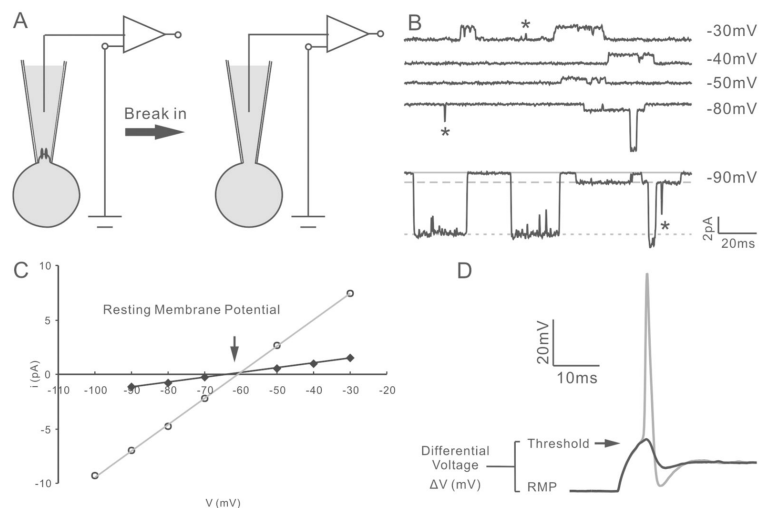 A
Break in
B
*
-30mV
-40mV
-50mV
-80mV
*
-90mV
*
2pA
20ms
C
Resting Membrane Potential
i (pA)
10
5
0
-5
-10
-110 -100 -90 -80 -70 -60 -50 -40 -30 -20
V (mV)
D
20mV
10ms
Differential
Voltage
ΔV (mV)
Threshold
RMP